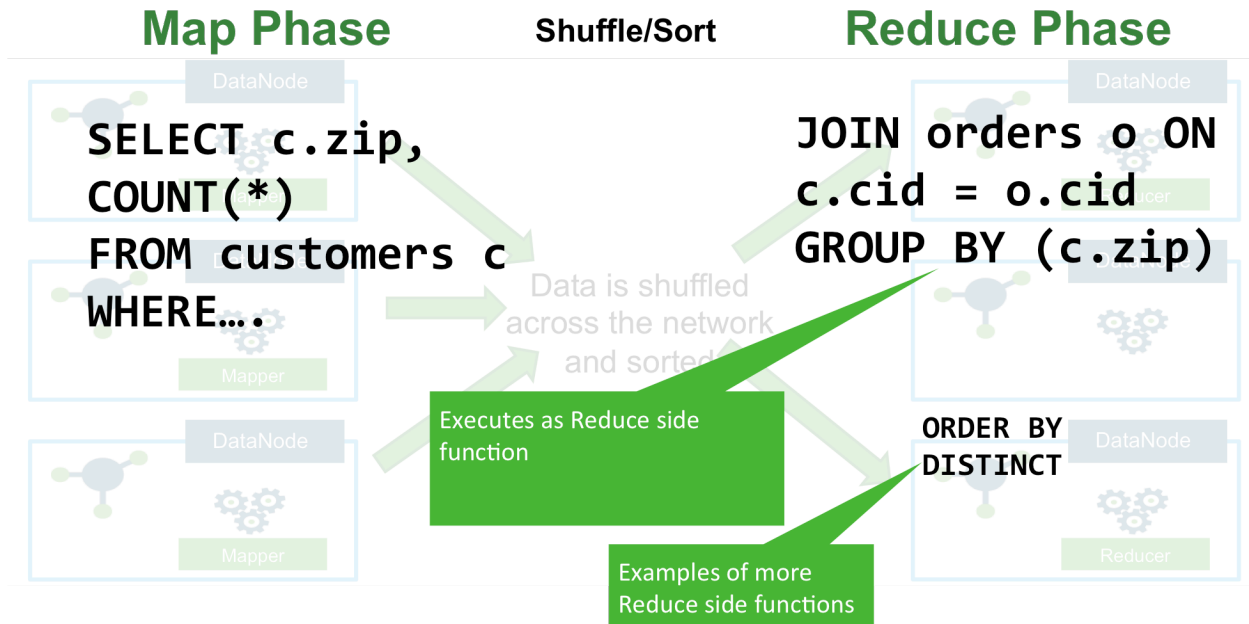 Map Phase
Shuffle/Sort
Reduce Phase
DataNode
SELECT c.zip,
COUNT(*)
FROM customers c
WHERE….
Mapper
DataNode
Mapper
Data is shuffled
across the network
and sorted
DataNode
JOIN orders o ON
c.cid = o.cid
GROUP BY (c.zip)
Executes as Reduce side
function
ORDER BY
DISTINCT
DataNode
Reducer
Examples of more
Reduce side functions